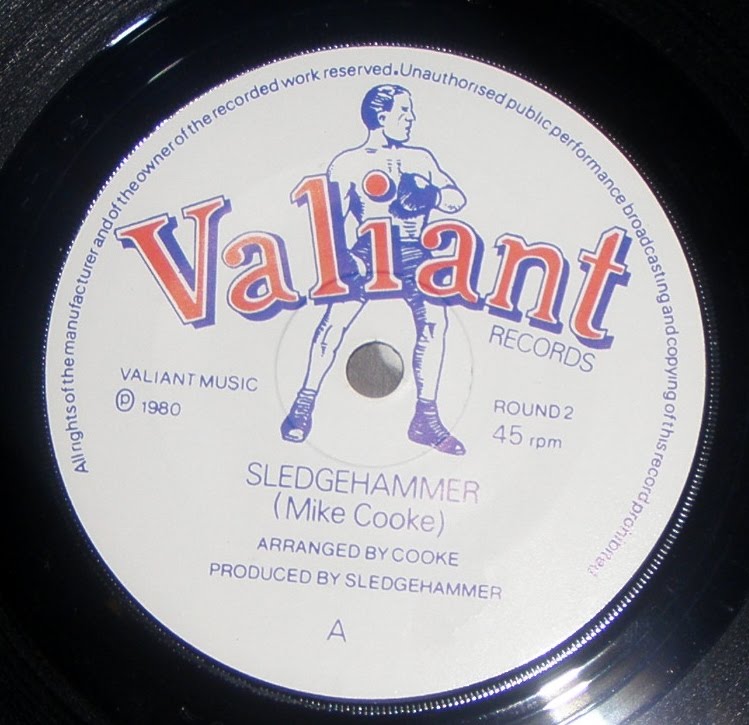 All rights of the manufacturer and of the owner of the recorded work reserved. Unauthorised public performance broadcasting and copying of this record prohibited
Valiant
RECORDS
VALIANT MUSIC
Ⓟ 1980
ROUND 2
45 rpm
SLEDGEHAMMER
(Mike Cooke)
ARRANGED BY COOKE
PRODUCED BY SLEDGEHAMMER
A